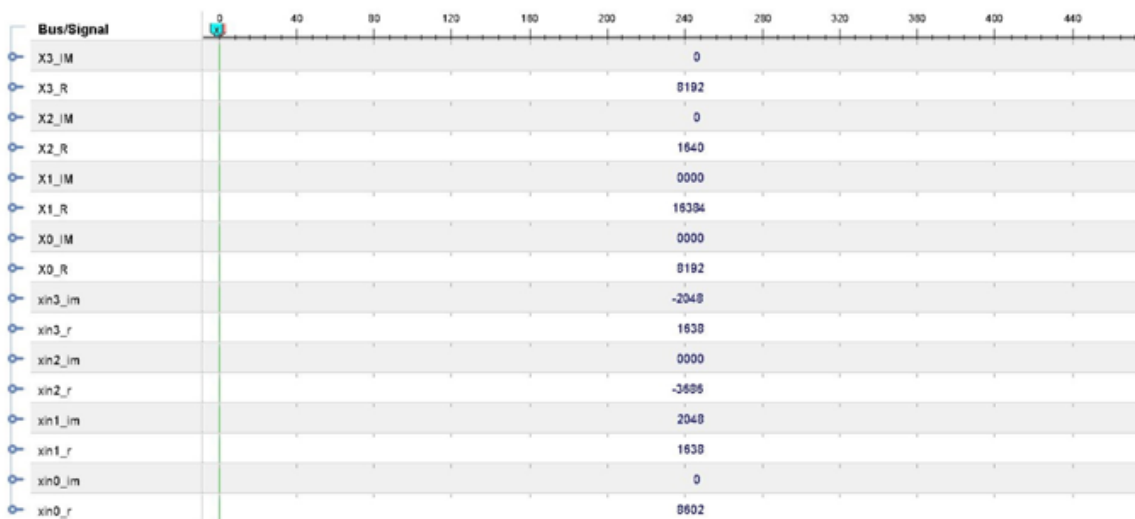 Bus/Signal 0 40 80 120 160 200 240 280 320 360 400 440
X3_IM 0
X3_R 8192
X2_IM 0
X2_R 1640
X1_IM 0000
X1_R 16384
X0_IM 0000
X0_R 8192
xin3_im -2048
xin3_r 1638
xin2_im 0000
xin2_r -3686
xin1_im 2048
xin1_r 1638
xin0_im 0
xin0_r 8602